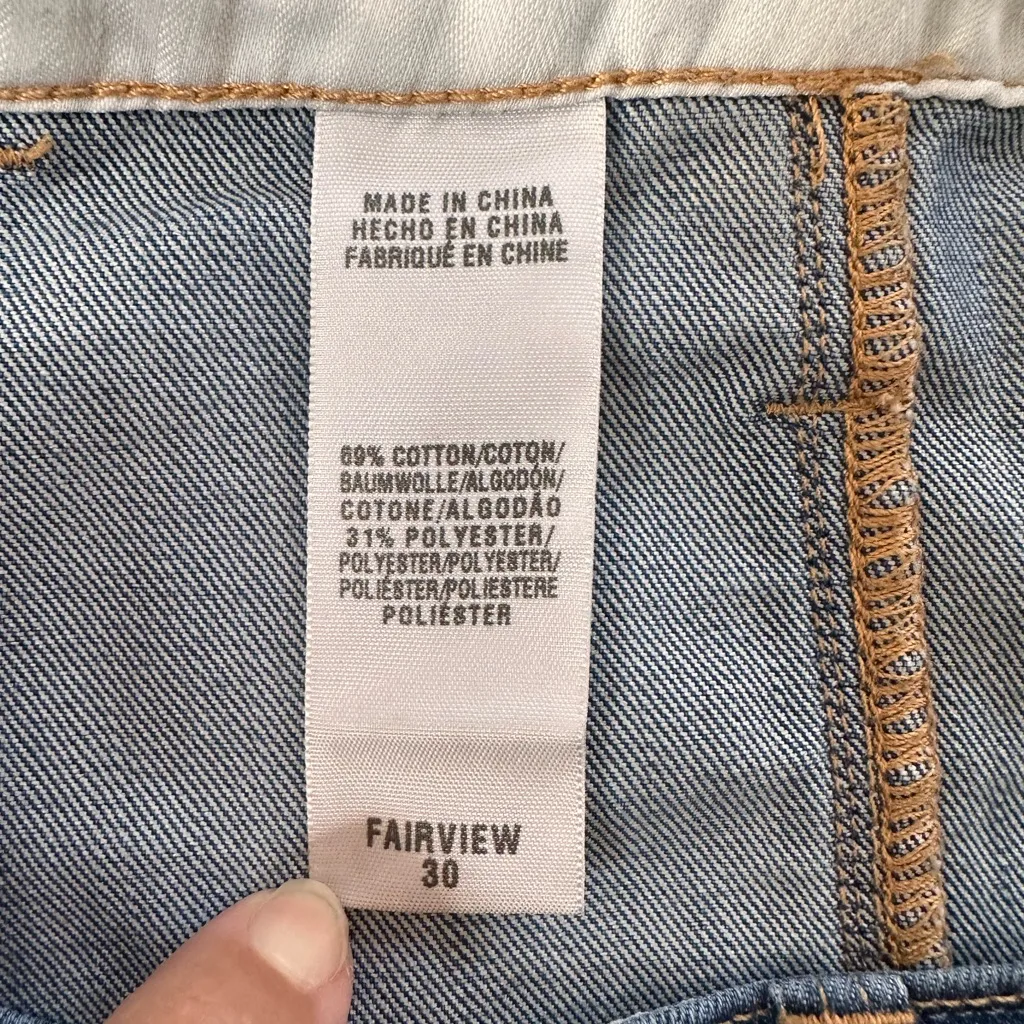 MADE IN CHINA
HECHO EN CHINA
FABRIQUÉ EN CHINE
69% COTTON/COTON/
BAUMWOLLE/ALGODÓN/
COTONE/ALGODÃO
31% POLYESTER/
POLYESTER/POLYESTER/
POLIÉSTER/POLIESTERE
POLIÉSTER
FAIRVIEW
30